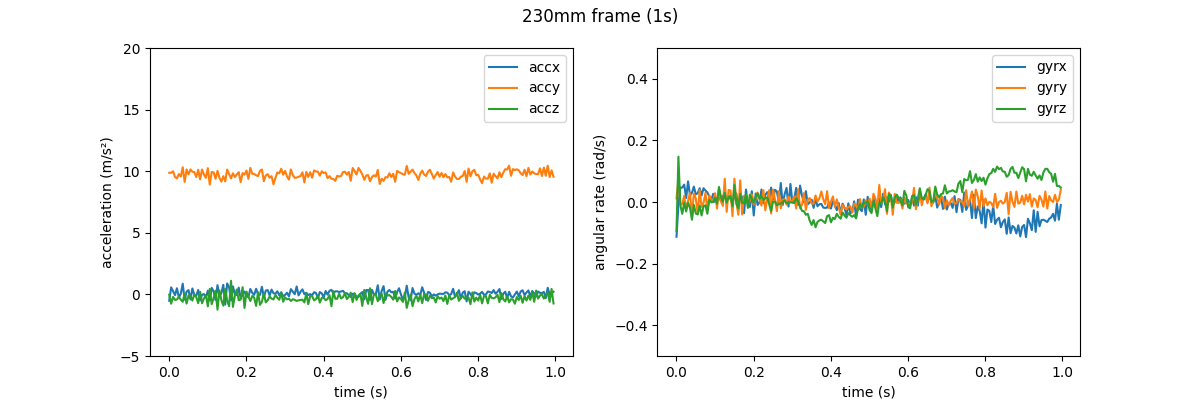 230mm frame (1s)
acceleration (m/s²)
20
15
10
5
0
−5
0.0 0.2 0.4 0.6 0.8 1.0
time (s)
accx
accy
accz
angular rate (rad/s)
0.4
0.2
0.0
−0.2
−0.4
0.0 0.2 0.4 0.6 0.8 1.0
time (s)
gyrx
gyry
gyrz